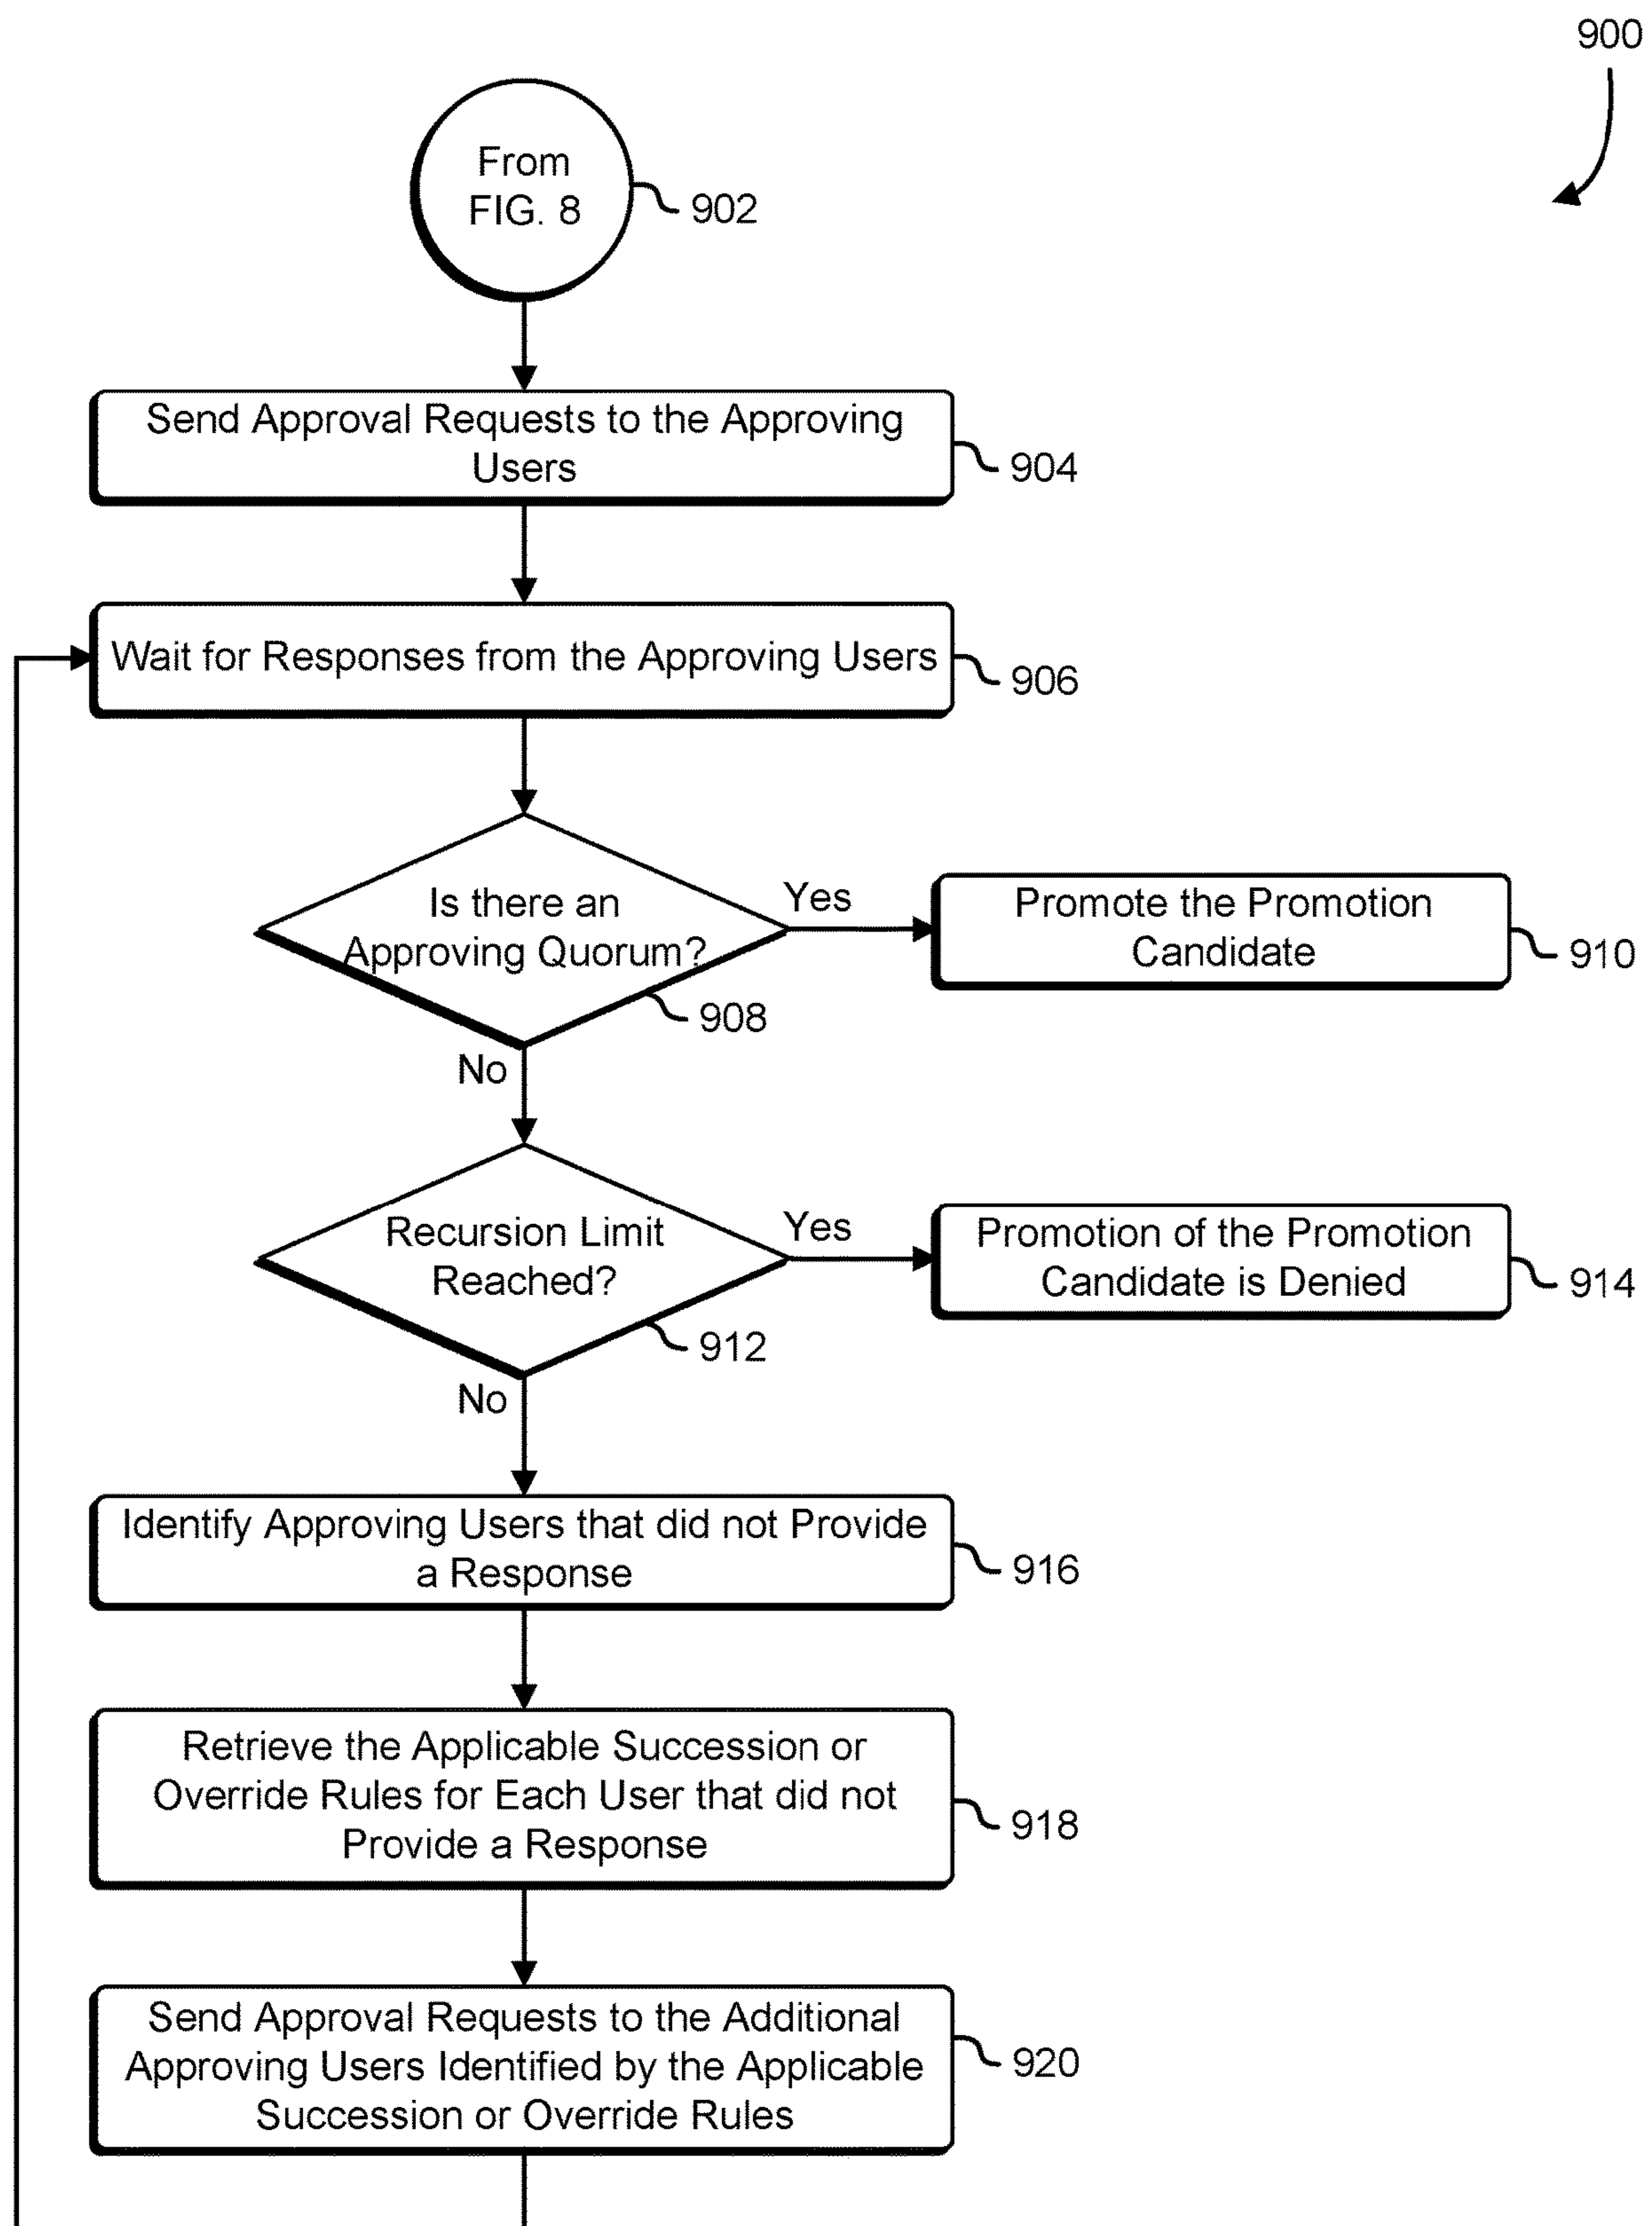 900
From
FIG. 8
902
Send Approval Requests to the Approving
Users
904
Wait for Responses from the Approving Users
906
Is there an
Approving Quorum?
908
Yes
Promote the Promotion
Candidate
910
No
Recursion Limit
Reached?
912
Yes
Promotion of the Promotion
Candidate is Denied
914
No
Identify Approving Users that did not Provide
a Response
916
Retrieve the Applicable Succession or
Override Rules for Each User that did not
Provide a Response
918
Send Approval Requests to the Additional
Approving Users Identified by the Applicable
Succession or Override Rules
920